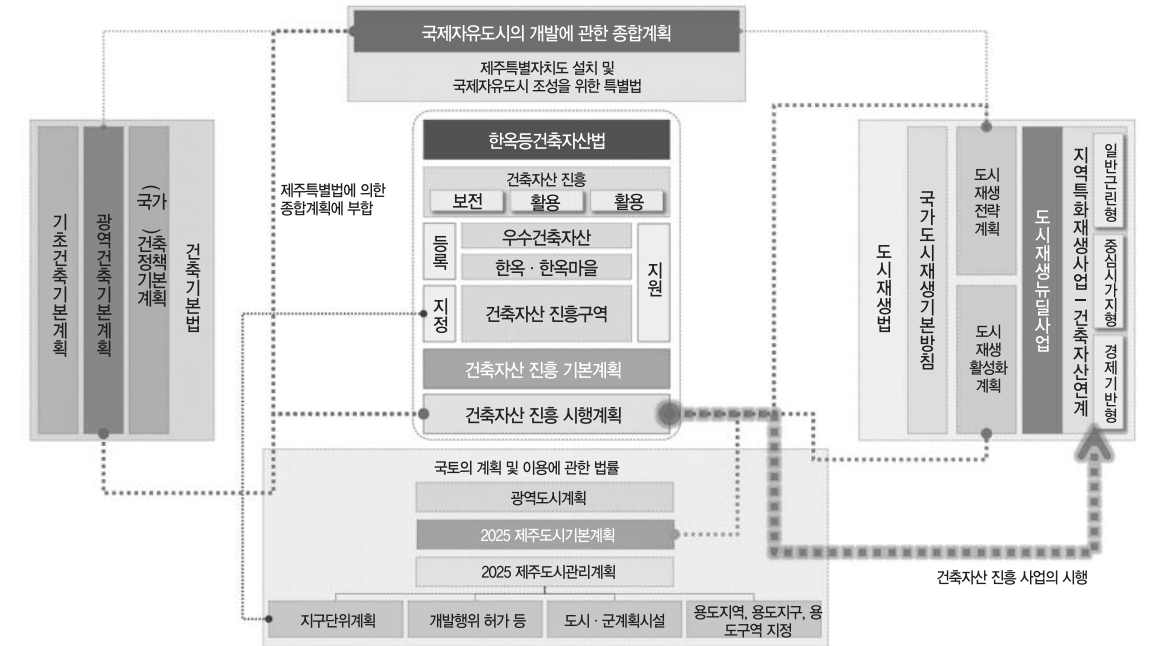 국제자유도시의 개발에 관한 종합계획
제주특별자치도 설치 및
국제자유도시 조성을 위한 특별법
기초건축기본계획
광역건축기본계획
(국가) 건축정책기본계획
건축기본법
제주특별법에 의한
종합계획에 부합
한옥등건축자산법
건축자산 진흥
보전 활용 활용
등록
우수건축자산
한옥 · 한옥마을
지원
지정
건축자산 진흥구역
건축자산 진흥 기본계획
건축자산 진흥 시행계획
도시재생법
국가도시재생기본방침
도시
재생
전략
계획
도시
재생
활성화
계획
도시재생뉴딜사업
지역특화재생사업 – 건축자산연계
일반근린형
중심시가지형
경제기반형
국토의 계획 및 이용에 관한 법률
광역도시계획
2025 제주도시기본계획
2025 제주도시관리계획
지구단위계획
개발행위 허가 등
도시 · 군계획시설
용도지역, 용도지구, 용
도구역 지정
건축자산 진흥 사업의 시행